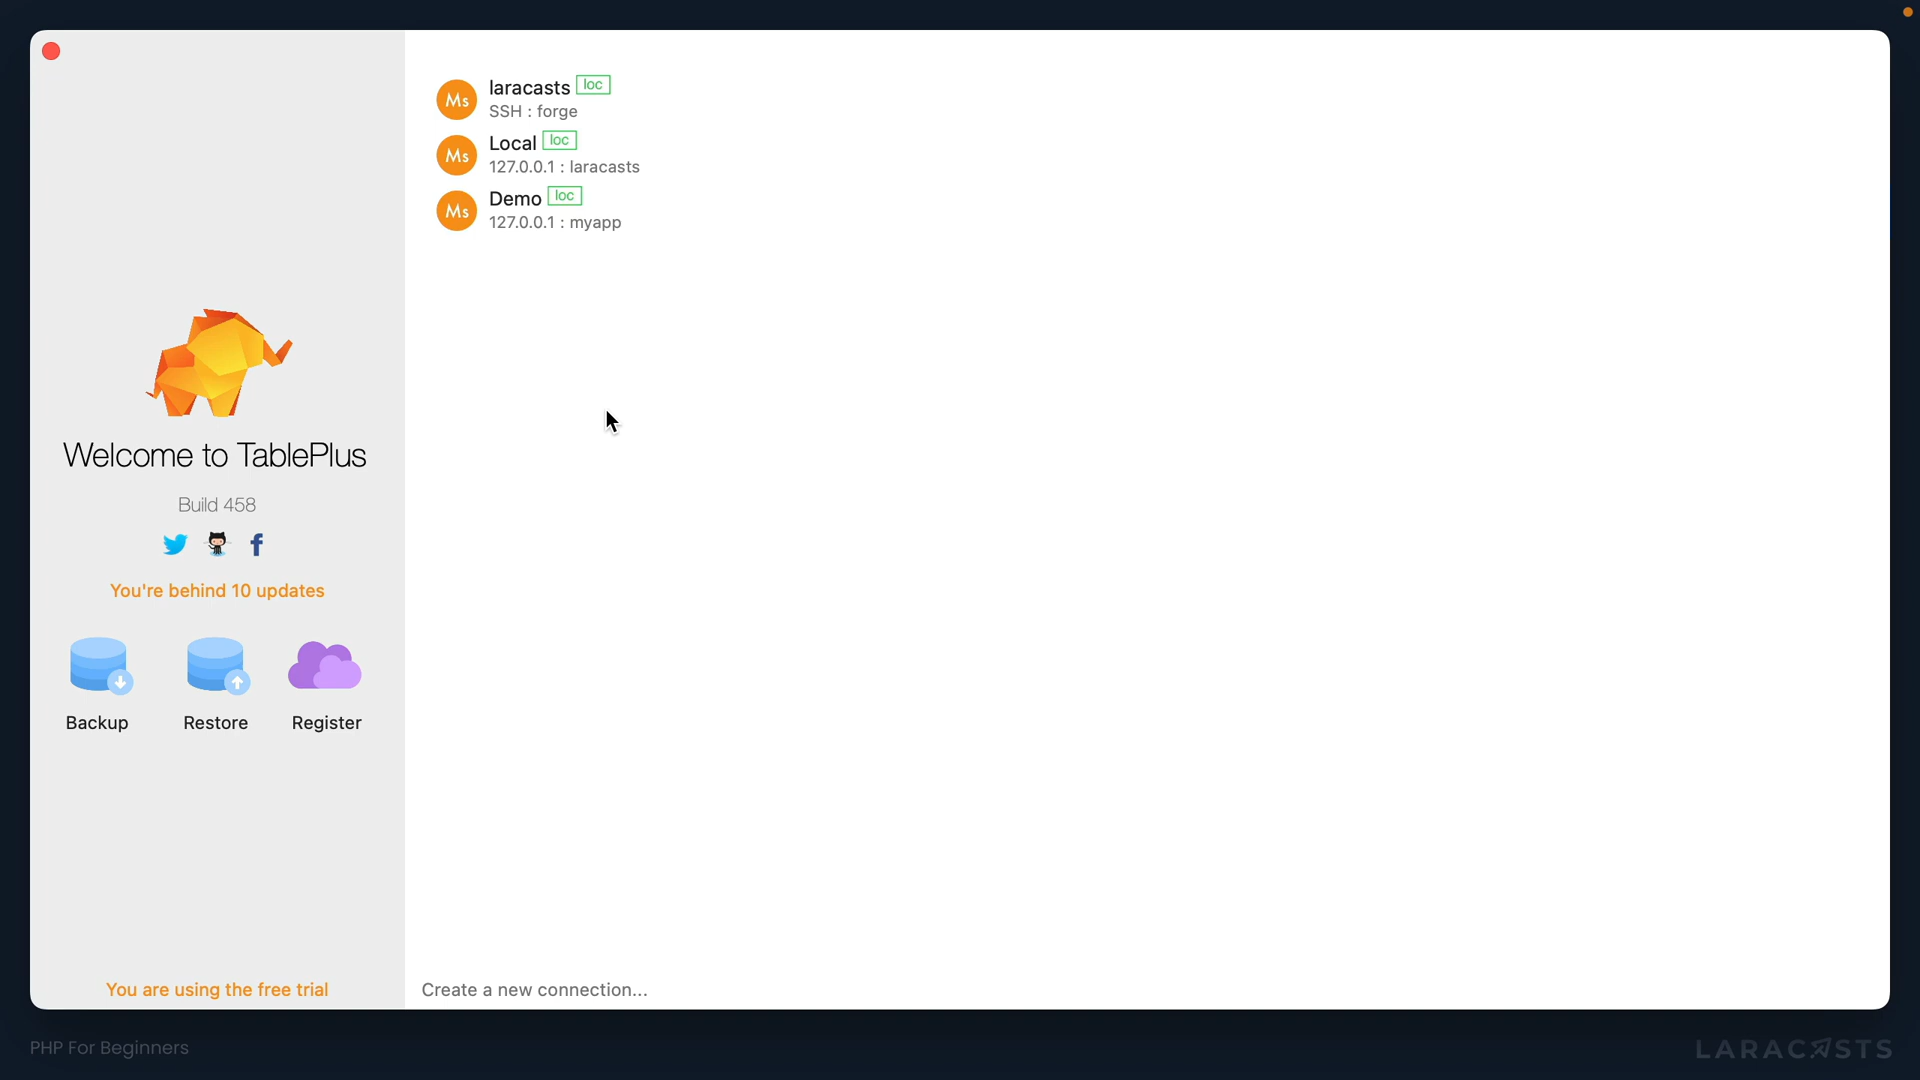 Ms laracasts loc
SSH : forge
Ms Local loc
127.0.0.1 : laracasts
Ms Demo loc
127.0.0.1 : myapp
Welcome to TablePlus
Build 458
You're behind 10 updates
Backup Restore Register
You are using the free trial
Create a new connection...
PHP For Beginners
LARACASTS